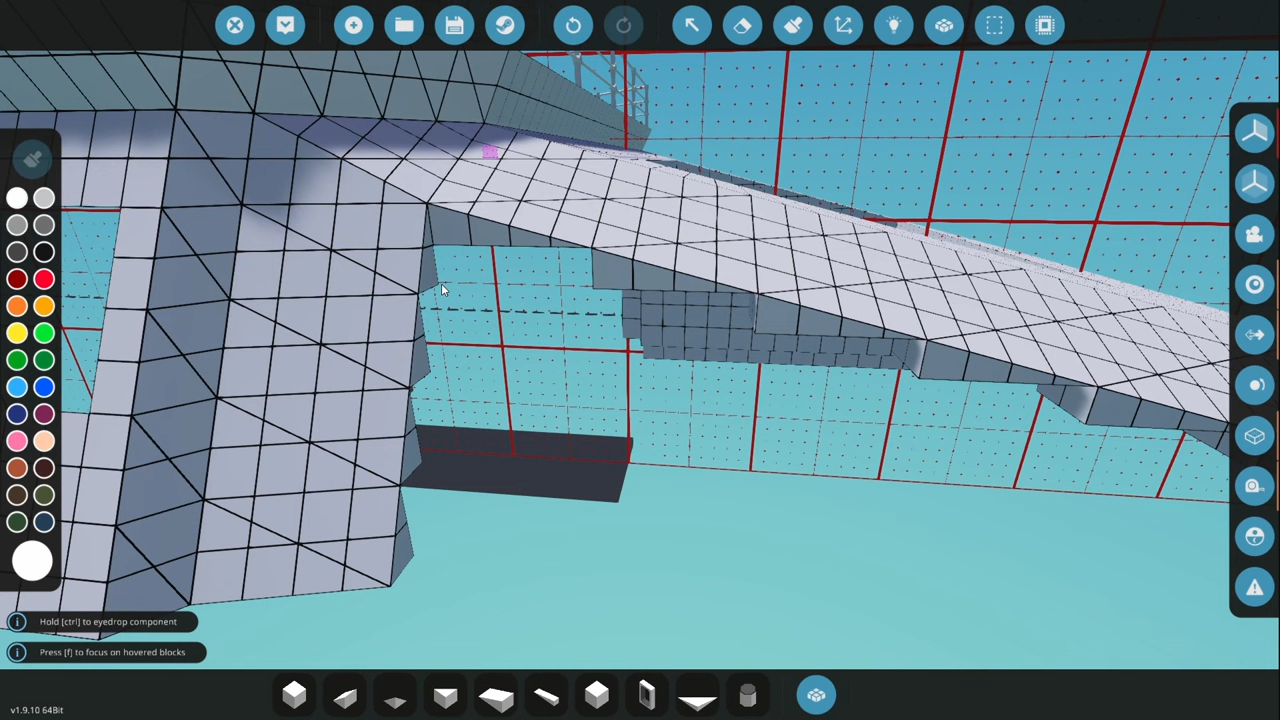 Hold [ctrl] to eyedrop component
Press [f] to focus on hovered blocks
v1.9.10 64Bit